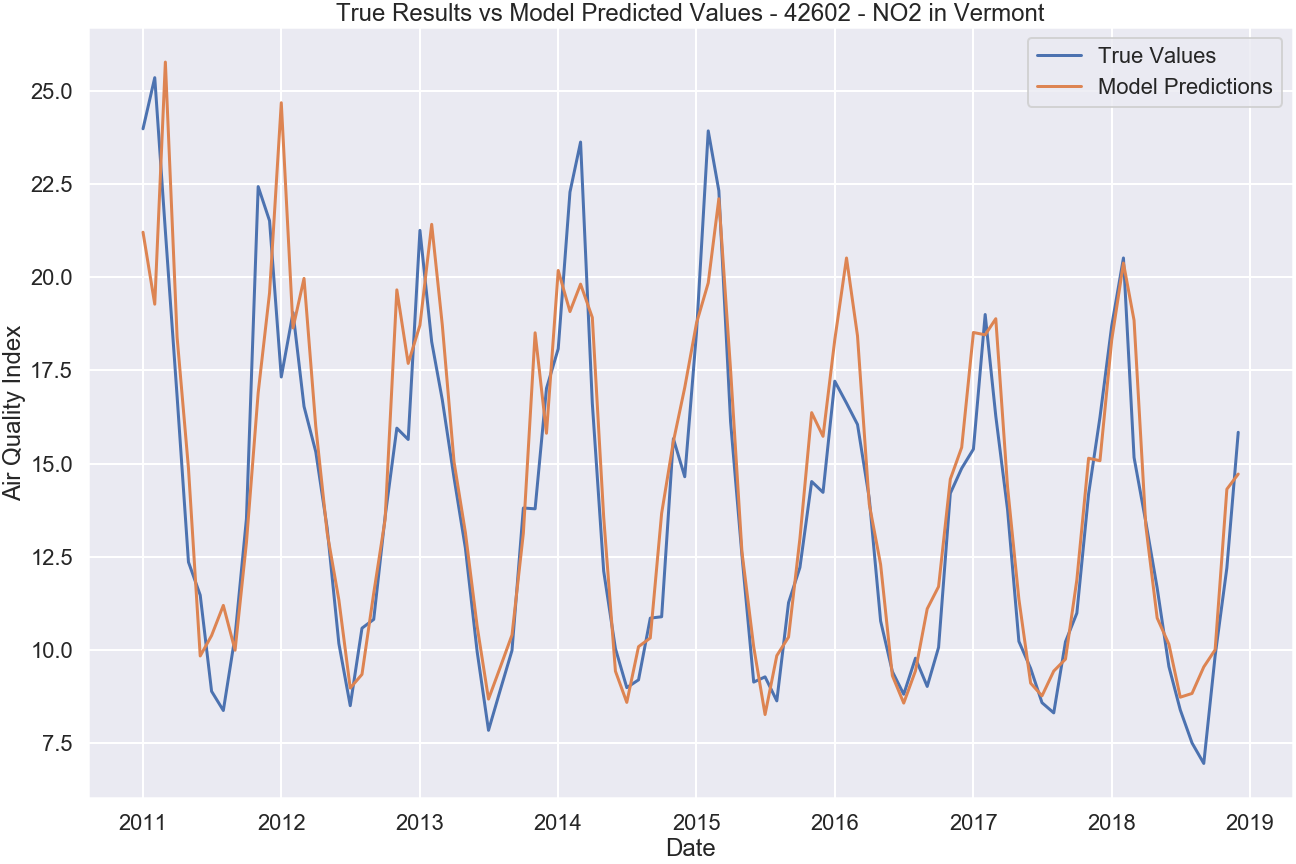 True Results vs Model Predicted Values - 42602 - NO2 in Vermont
True Values
Model Predictions
Air Quality Index
25.0
22.5
20.0
17.5
15.0
12.5
10.0
7.5
2011 2012 2013 2014 2015 2016 2017 2018 2019
Date